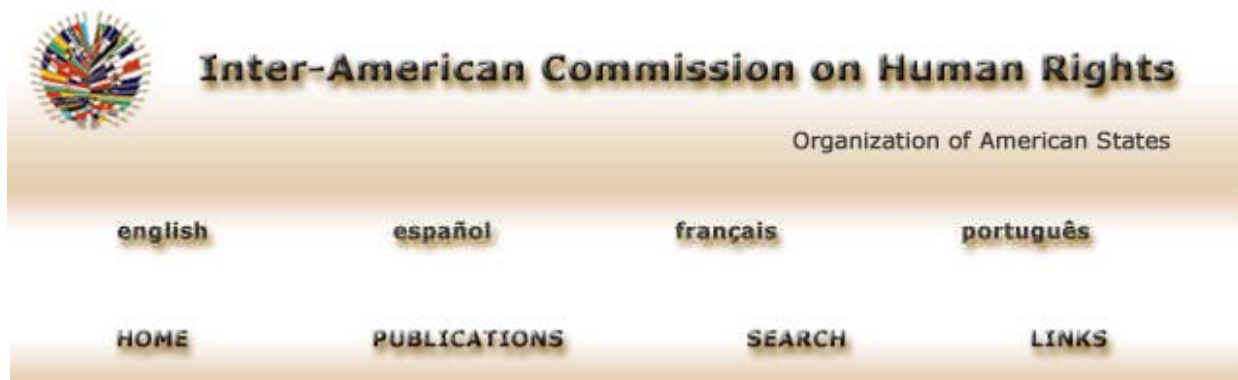 Inter-American Commission on Human Rights
Organization of American States
english español français português
HOME PUBLICATIONS SEARCH LINKS